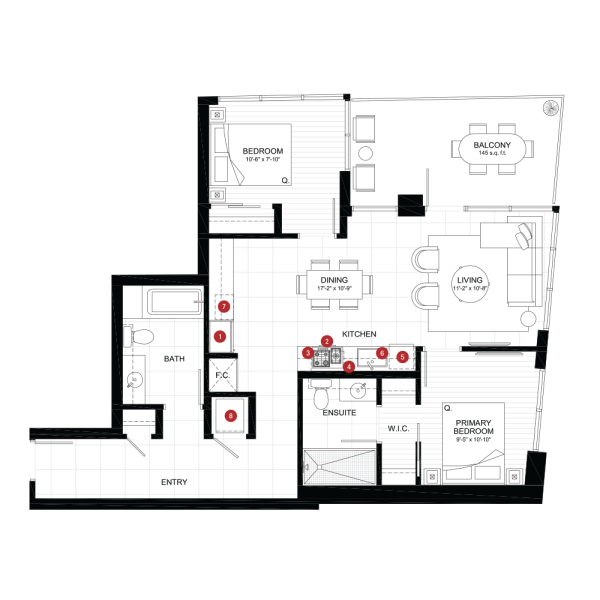 BEDROOM
10'-6" x 7'-10"
Q.
BALCONY
145 s.q. f.t.
DINING
17'-2" x 10'-9"
LIVING
11'-2" x 10'-8"
7
1
KITCHEN
2
3
4
6
5
BATH
F.C.
ENSUITE
8
W.I.C.
Q.
PRIMARY
BEDROOM
9'-5" x 10'-10"
ENTRY